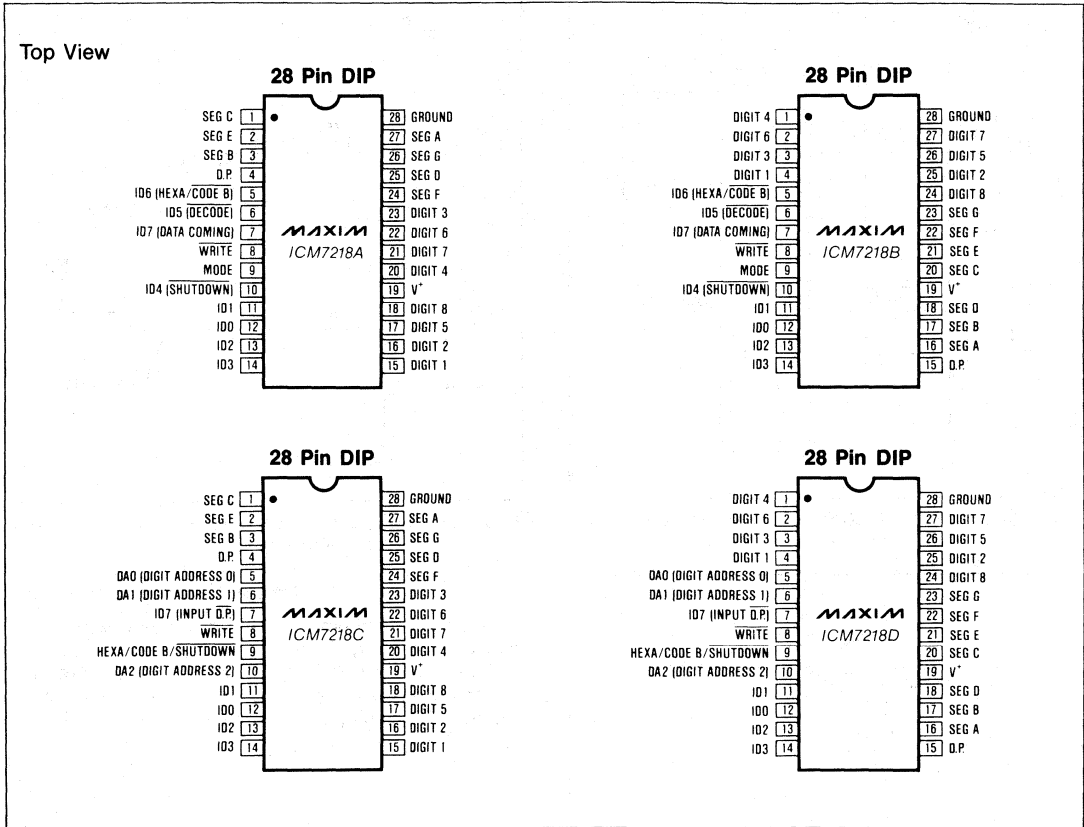 Top View
28 Pin DIP
SEG C 1
SEG E 2
SEG B 3
D.P. 4
ID6 (HEXA/CODE B) 5
ID5 (DECODE) 6
ID7 (DATA COMING) 7
WRITE 8
MODE 9
ID4 (SHUTDOWN) 10
ID1 11
ID0 12
ID2 13
ID3 14
MAXIM
ICM7218A
28 GROUND
27 SEG A
26 SEG G
25 SEG D
24 SEG F
23 DIGIT 3
22 DIGIT 6
21 DIGIT 7
20 DIGIT 4
19 V+
18 DIGIT 8
17 DIGIT 5
16 DIGIT 2
15 DIGIT 1
28 Pin DIP
DIGIT 4 1
DIGIT 6 2
DIGIT 3 3
DIGIT 1 4
ID6 (HEXA/CODE B) 5
ID5 (DECODE) 6
ID7 (DATA COMING) 7
WRITE 8
MODE 9
ID4 (SHUTDOWN) 10
ID1 11
ID0 12
ID2 13
ID3 14
MAXIM
ICM7218B
28 GROUND
27 DIGIT 7
26 DIGIT 5
25 DIGIT 2
24 DIGIT 8
23 SEG G
22 SEG F
21 SEG E
20 SEG C
19 V+
18 SEG D
17 SEG B
16 SEG A
15 D.P.
28 Pin DIP
SEG C 1
SEG E 2
SEG B 3
D.P. 4
DA0 (DIGIT ADDRESS 0) 5
DA1 (DIGIT ADDRESS 1) 6
ID7 (INPUT D.P.) 7
WRITE 8
HEXA/CODE B/SHUTDOWN 9
DA2 (DIGIT ADDRESS 2) 10
ID1 11
ID0 12
ID2 13
ID3 14
MAXIM
ICM7218C
28 GROUND
27 SEG A
26 SEG G
25 SEG D
24 SEG F
23 DIGIT 3
22 DIGIT 6
21 DIGIT 7
20 DIGIT 4
19 V+
18 DIGIT 8
17 DIGIT 5
16 DIGIT 2
15 DIGIT 1
28 Pin DIP
DIGIT 4 1
DIGIT 6 2
DIGIT 3 3
DIGIT 1 4
DA0 (DIGIT ADDRESS 0) 5
DA1 (DIGIT ADDRESS 1) 6
ID7 (INPUT D.P.) 7
WRITE 8
HEXA/CODE B/SHUTDOWN 9
DA2 (DIGIT ADDRESS 2) 10
ID1 11
ID0 12
ID2 13
ID3 14
MAXIM
ICM7218D
28 GROUND
27 DIGIT 7
26 DIGIT 5
25 DIGIT 2
24 DIGIT 8
23 SEG G
22 SEG F
21 SEG E
20 SEG C
19 V+
18 SEG D
17 SEG B
16 SEG A
15 D.P.